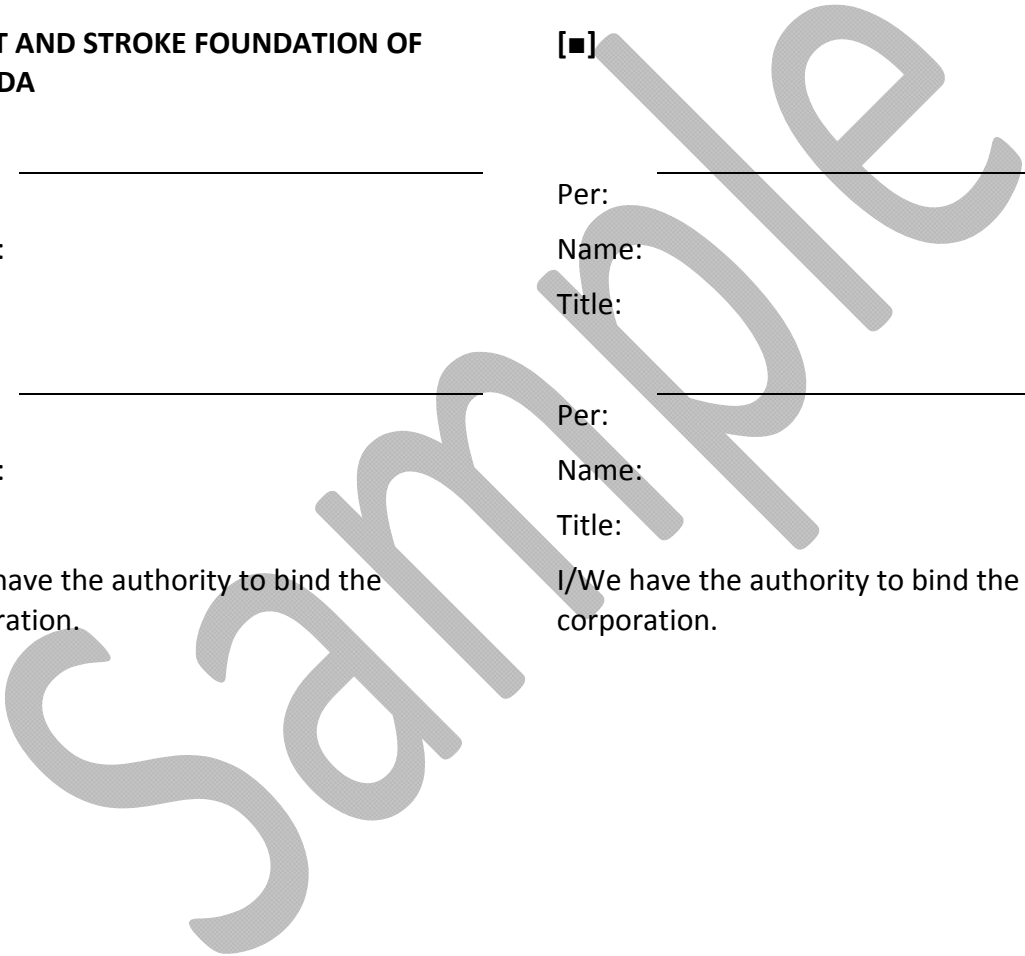 T AND STROKE FOUNDATION OF
DA
:
:
have the authority to bind the
ration.
[■]
Per:
Name:
Title:
Per:
Name:
Title:
I/We have the authority to bind the
corporation.
Sample